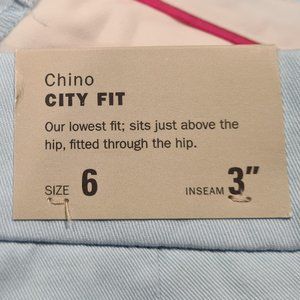 Chino
CITY FIT
Our lowest fit; sits just above the
hip, fitted through the hip.
SIZE 6 INSEAM 3"